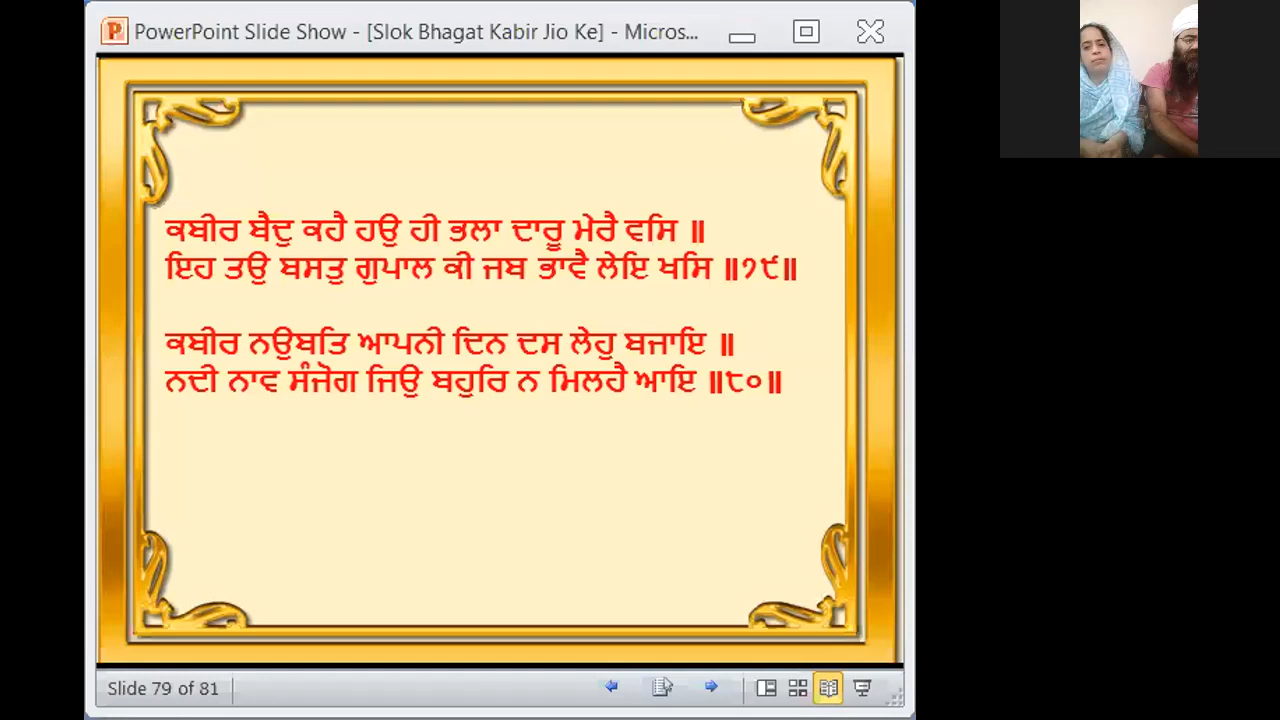 PowerPoint Slide Show - [Slok Bhagat Kabir Jio Ke] - Micros...
ਕਬੀਰ ਬੈਦੁ ਕਹੈ ਹਉ ਹੀ ਭਲਾ ਦਾਰੂ ਮੇਰੈ ਵਸਿ ॥
ਇਹ ਤਉ ਬਸਤੁ ਗੁਪਾਲ ਕੀ ਜਬ ਭਾਵੈ ਲੇਇ ਖਸਿ ॥੭੯॥
ਕਬੀਰ ਨਉਬਤਿ ਆਪਨੀ ਦਿਨ ਦਸ ਲੇਹੁ ਬਜਾਇ ॥
ਨਦੀ ਨਾਵ ਸੰਜੋਗ ਜਿਉ ਬਹੁਰਿ ਨ ਮਿਲਹੈ ਆਇ ॥੮੦॥
Slide 79 of 81